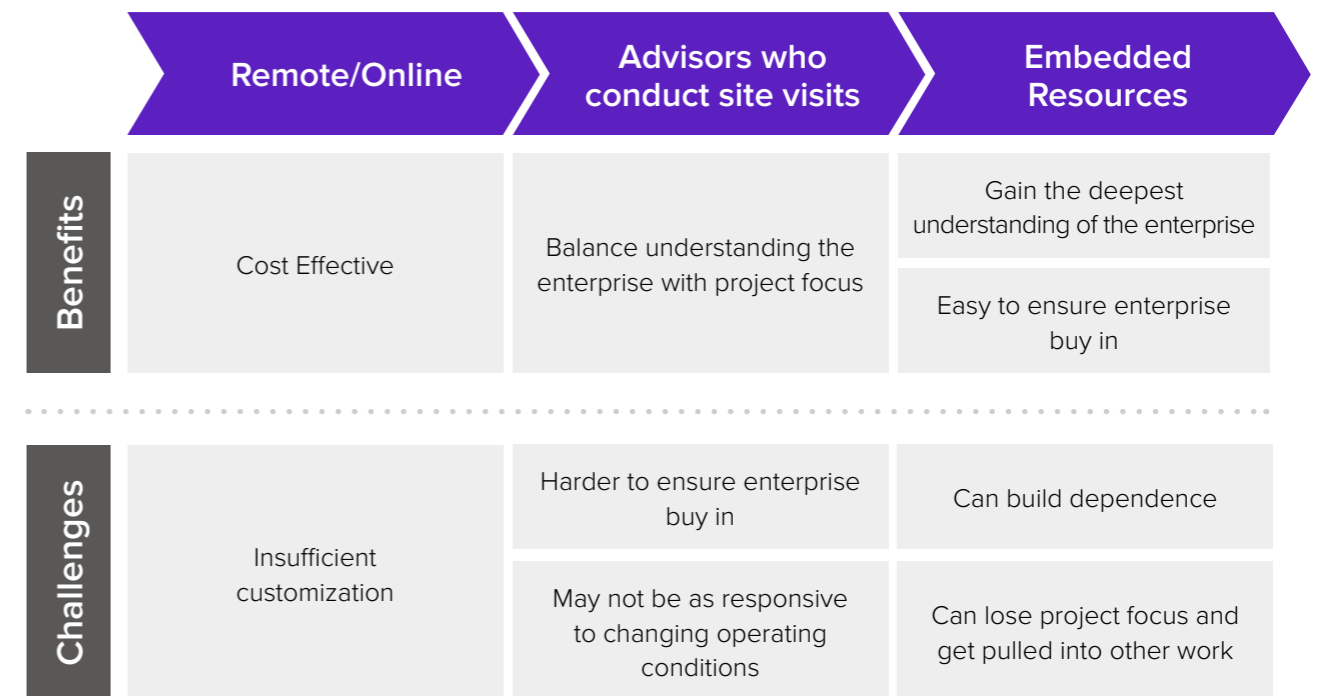 Remote/Online
Advisors who
conduct site visits
Embedded
Resources
Benefits
Cost Effective
Balance understanding the
enterprise with project focus
Gain the deepest
understanding of the enterprise
Easy to ensure enterprise
buy in
Challenges
Insufficient
customization
Harder to ensure enterprise
buy in
May not be as responsive
to changing operating
conditions
Can build dependence
Can lose project focus and
get pulled into other work